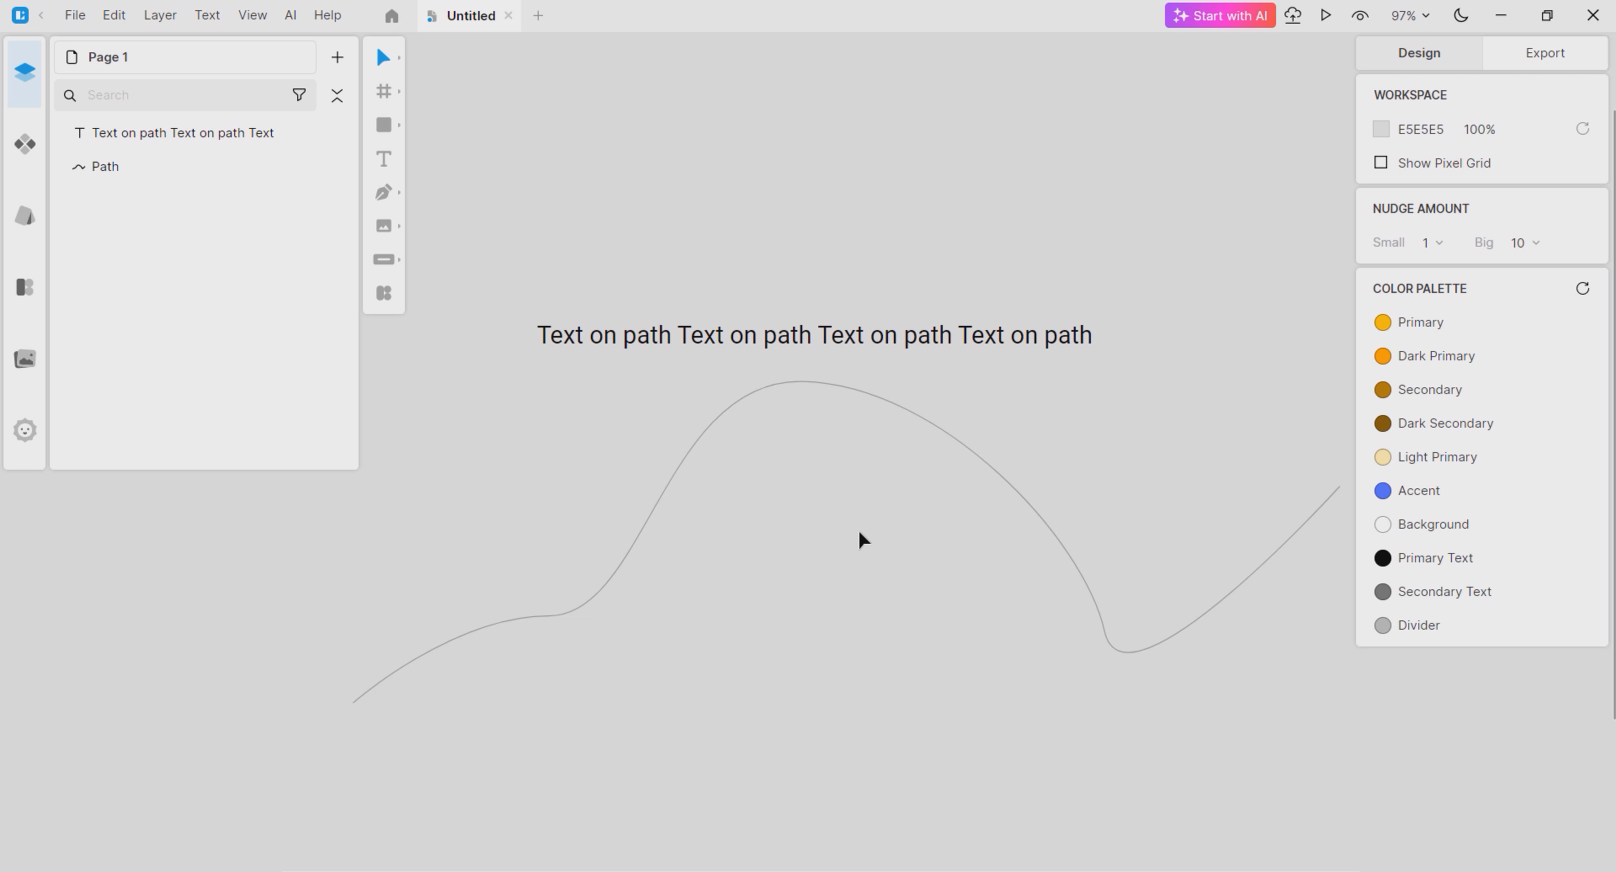 File Edit Layer Text View AI Help Untitled Start with AI 97%
Page 1
Search
Text on path Text on path Text
Path
Text on path Text on path Text on path Text on path
Design Export
WORKSPACE
E5E5E5 100%
Show Pixel Grid
NUDGE AMOUNT
Small 1 Big 10
COLOR PALETTE
Primary
Dark Primary
Secondary
Dark Secondary
Light Primary
Accent
Background
Primary Text
Secondary Text
Divider